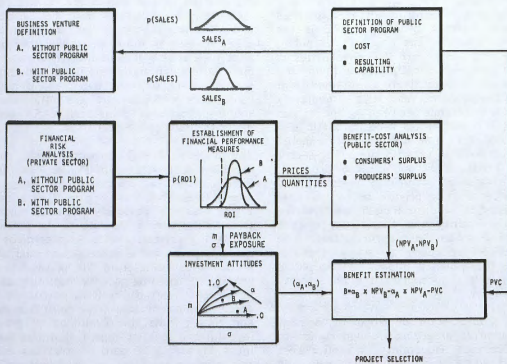 BUSINESS VENTURE
DEFINITION
A. WITHOUT PUBLIC
SECTOR PROGRAM
B. WITH PUBLIC
SECTOR PROGRAM
p(SALES)
SALES_A
p(SALES)
SALES_B
DEFINITION OF PUBLIC
SECTOR PROGRAM
• COST
• RESULTING
CAPABILITY
FINANCIAL
RISK
ANALYSIS
(PRIVATE SECTOR)
A. WITHOUT PUBLIC
SECTOR PROGRAM
B. WITH PUBLIC
SECTOR PROGRAM
ESTABLISHMENT OF
FINANCIAL PERFORMANCE
MEASURES
p(ROI)
B
A
ROI
PRICES
QUANTITIES
BENEFIT-COST ANALYSIS
(PUBLIC SECTOR)
• CONSUMERS' SURPLUS
• PRODUCERS' SURPLUS
m PAYBACK
σ EXPOSURE
(NPV_A, NPV_B)
INVESTMENT ATTITUDES
1.0
α
B
A
.0
m
σ
(α_A, α_B)
BENEFIT ESTIMATION
B=α_B x NPV_B-α_A x NPV_A-PVC
PVC
PROJECT SELECTION